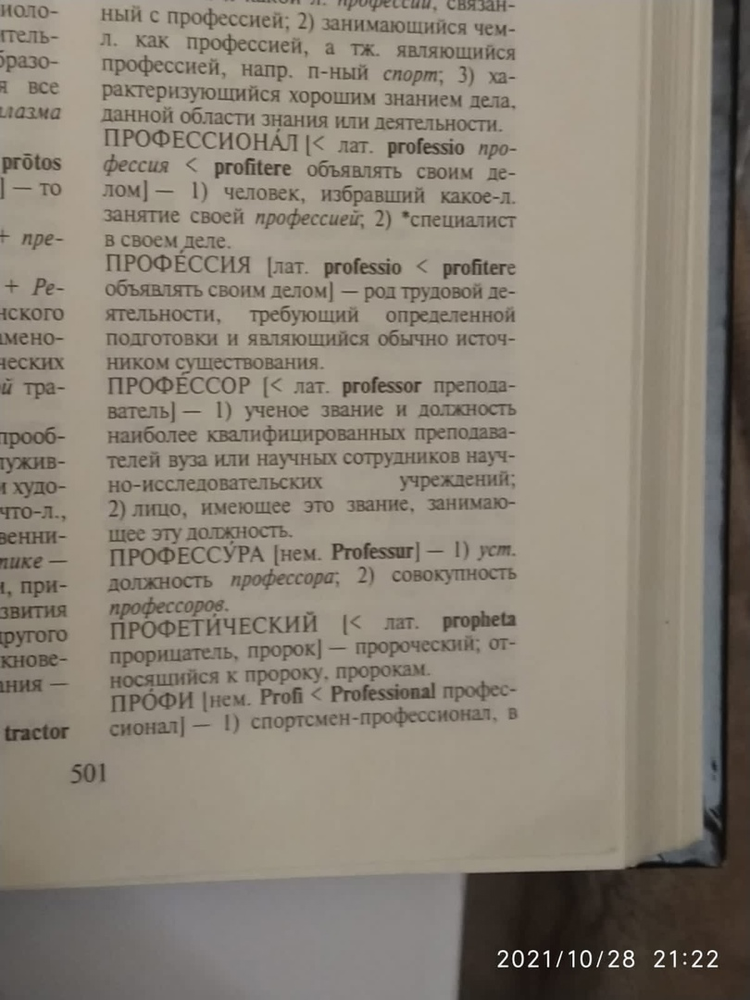 иоло-
итель-
бразо-
я все
плазма
prōtos
] — то
+ пре-
+ Ре-
нского
амено-
ческих
ой тра-
прооб-
лужив-
и худо-
что-л.,
венни-
тике —
и, при-
звития
другого
кнове-
ания —
tractor
профессии, связан-
ный с профессией; 2) занимающийся чем-
л. как профессией, а тж. являющийся
профессией, напр. п-ный спорт; 3) ха-
рактеризующийся хорошим знанием дела,
данной области знания или деятельности.
ПРОФЕССИОНА́Л [< лат. professio про-
фессия < profitere объявлять своим де-
лом] — 1) человек, избравший какое-л.
занятие своей профессией; 2) *специалист
в своем деле.
ПРОФЕ́ССИЯ [лат. professio < profitere
объявлять своим делом] — род трудовой де-
ятельности, требующий определенной
подготовки и являющийся обычно источ-
ником существования.
ПРОФЕ́ССОР [< лат. professor препода-
ватель] — 1) ученое звание и должность
наиболее квалифицированных преподава-
телей вуза или научных сотрудников науч-
но-исследовательских учреждений;
2) лицо, имеющее это звание, занимаю-
щее эту должность.
ПРОФЕССУ́РА [нем. Professur] — 1) уст.
должность профессора; 2) совокупность
профессоров.
ПРОФЕТИ́ЧЕСКИЙ [< лат. propheta
прорицатель, пророк] — пророческий; от-
носящийся к пророку, пророкам.
ПРО́ФИ [нем. Profi < Professional профес-
сионал] — 1) спортсмен-профессионал, в
501
2021/10/28 21:22